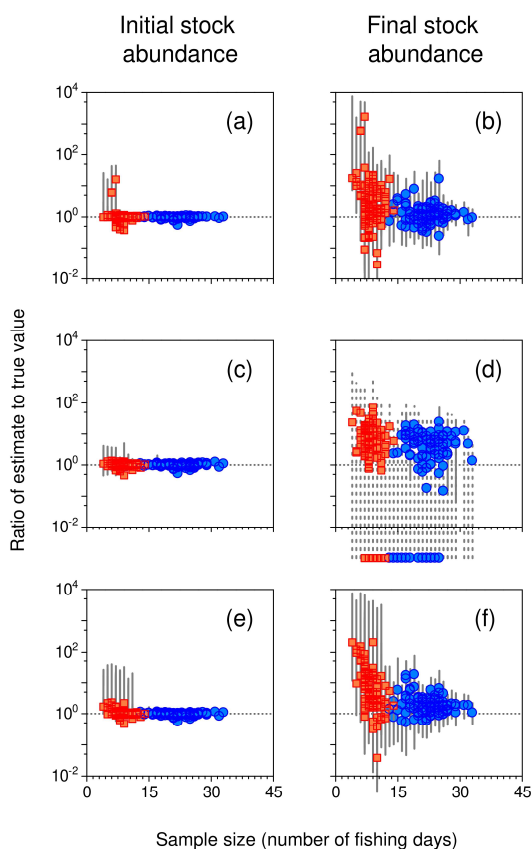 Initial stock
abundance
Final stock
abundance
10^4
(a)
(b)
10^2
10^0
10^-2
Ratio of estimate to true value
10^4
(c)
(d)
10^2
10^0
10^-2
10^4
(e)
(f)
10^2
10^0
10^-2
0 15 30 45 0 15 30 45
Sample size (number of fishing days)